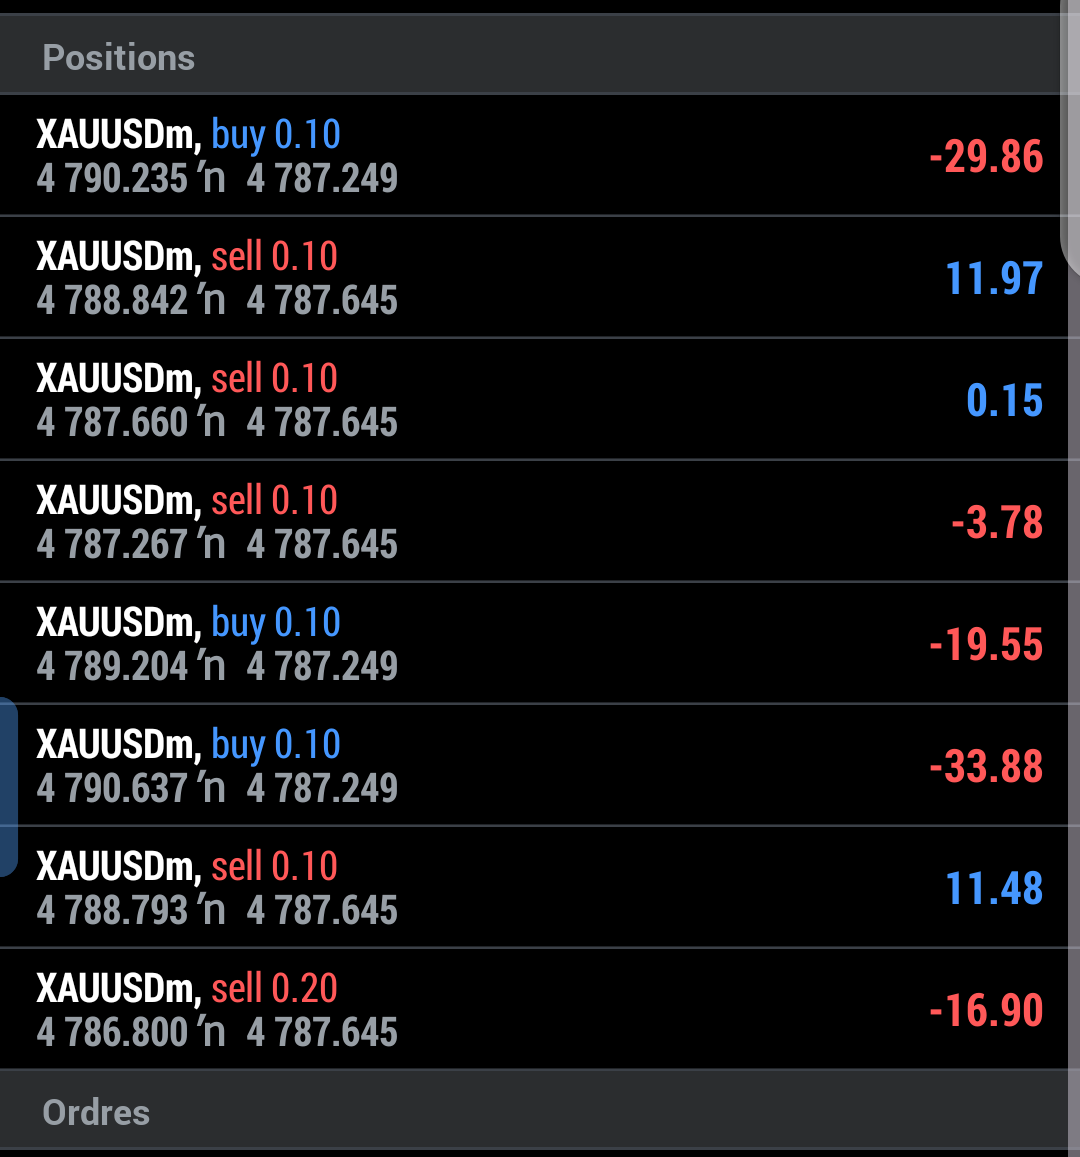 Positions
XAUUSDm, buy 0.10
4 790.235 ’n 4 787.249
-29.86
XAUUSDm, sell 0.10
4 788.842 ’n 4 787.645
11.97
XAUUSDm, sell 0.10
4 787.660 ’n 4 787.645
0.15
XAUUSDm, sell 0.10
4 787.267 ’n 4 787.645
-3.78
XAUUSDm, buy 0.10
4 789.204 ’n 4 787.249
-19.55
XAUUSDm, buy 0.10
4 790.637 ’n 4 787.249
-33.88
XAUUSDm, sell 0.10
4 788.793 ’n 4 787.645
11.48
XAUUSDm, sell 0.20
4 786.800 ’n 4 787.645
-16.90
Ordres